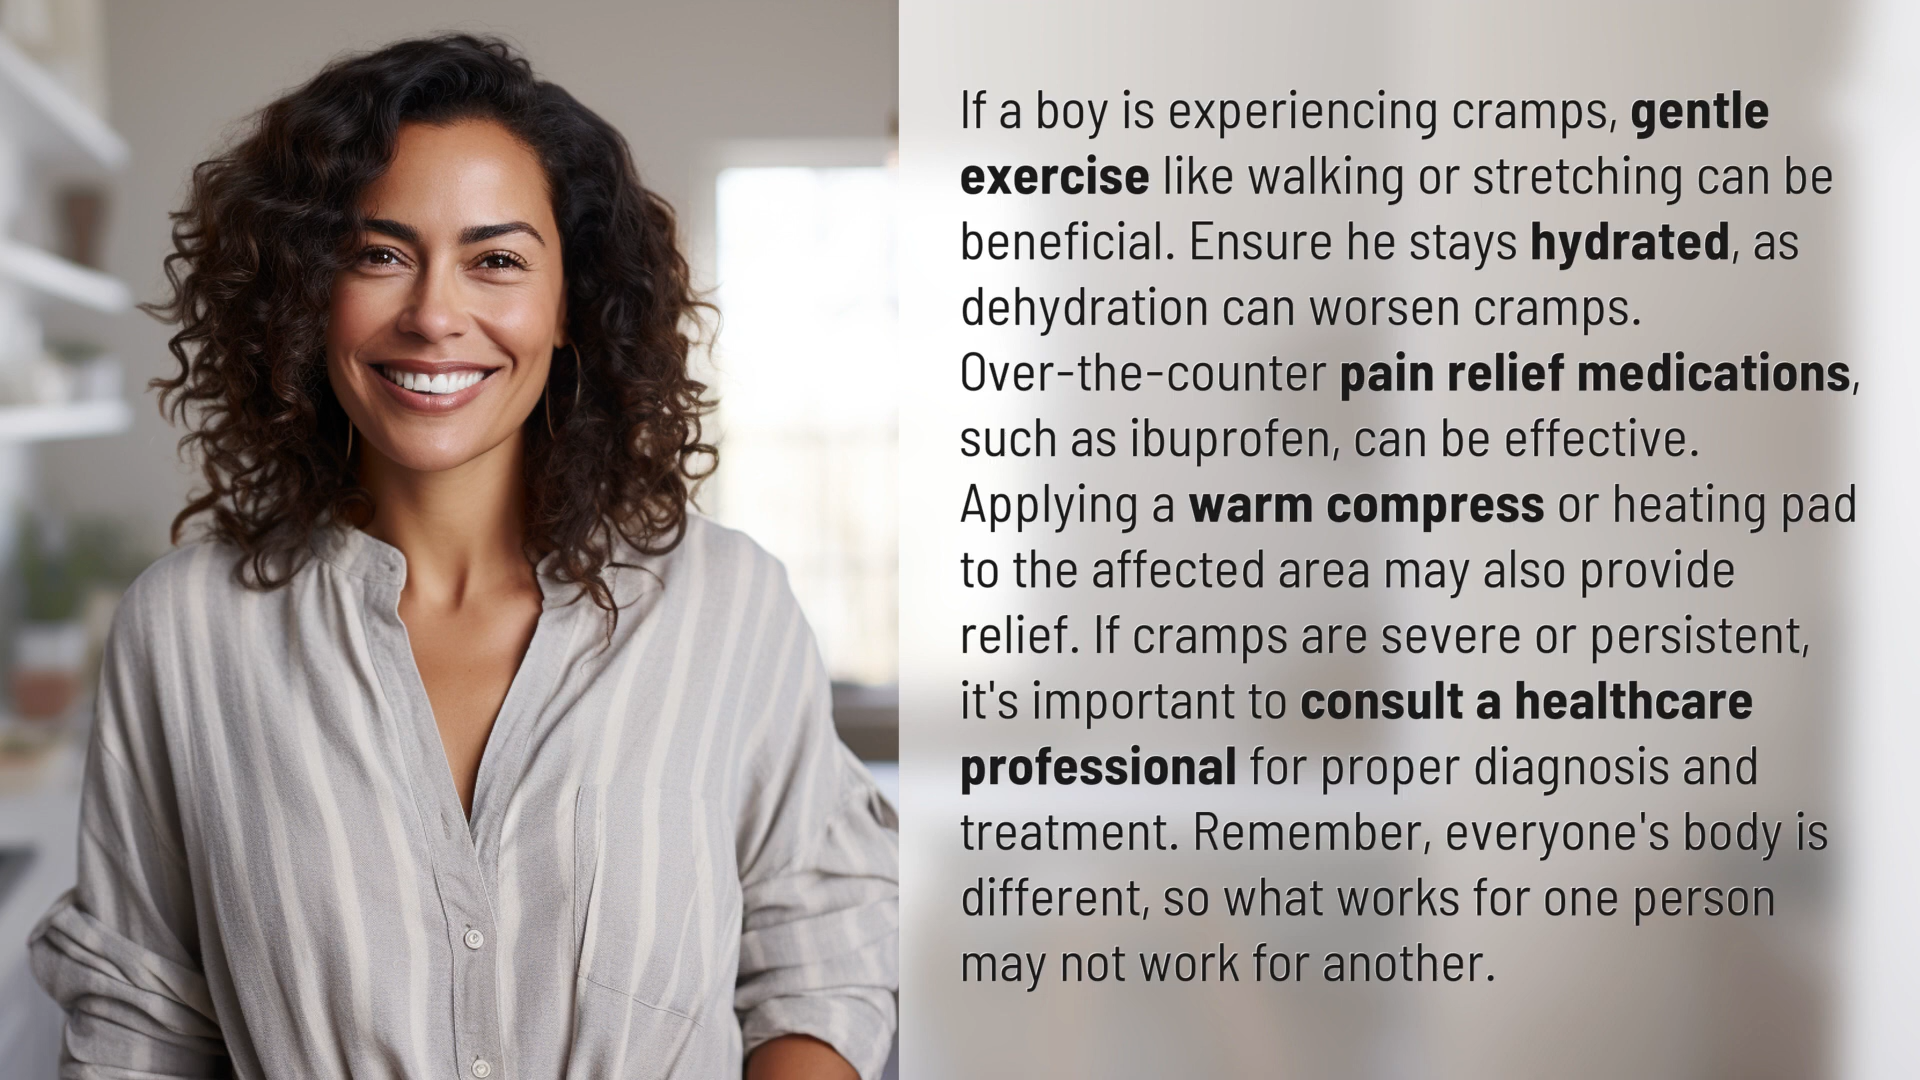 If a boy is experiencing cramps, gentle
exercise like walking or stretching can be
beneficial. Ensure he stays hydrated, as
dehydration can worsen cramps.
Over-the-counter pain relief medications,
such as ibuprofen, can be effective.
Applying a warm compress or heating pad
to the affected area may also provide
relief. If cramps are severe or persistent,
it's important to consult a healthcare
professional for proper diagnosis and
treatment. Remember, everyone's body is
different, so what works for one person
may not work for another.